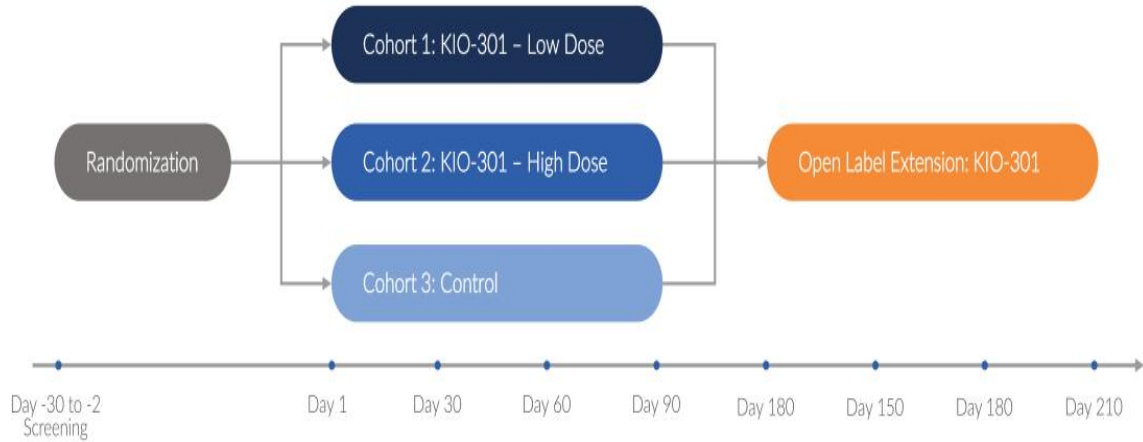 Cohort 1: KIO-301 – Low Dose
Randomization
Cohort 2: KIO-301 – High Dose
Open Label Extension: KIO-301
Cohort 3: Control
Day -30 to -2
Screening
Day 1
Day 30
Day 60
Day 90
Day 180
Day 150
Day 180
Day 210